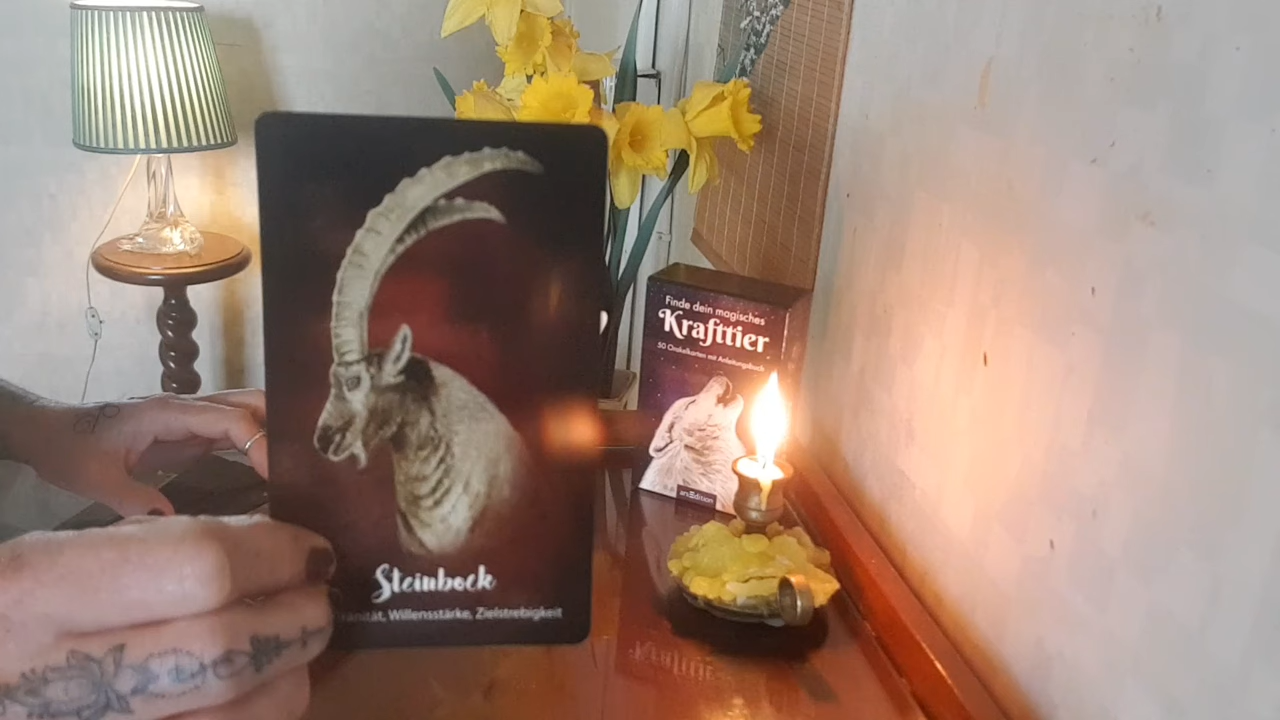 Steinbock
Willensstärke, Zielstrebigkeit
Finde dein magisches
Krafttier
50 Orakelkarten mit Anleitungsbuch
arsEdition